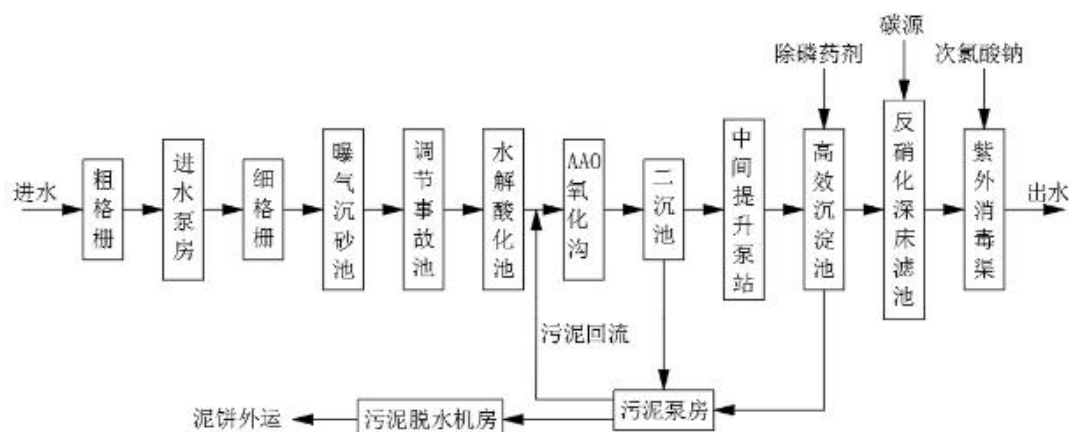 碳源
除磷药剂
次氯酸钠
进水
粗格栅
进水泵房
细格栅
曝气沉砂池
调节事故池
水解酸化池
AAO
氧化沟
二沉池
中间提升泵站
高效沉淀池
反硝化深床滤池
紫外消毒渠
出水
污泥回流
污泥泵房
污泥脱水机房
泥饼外运